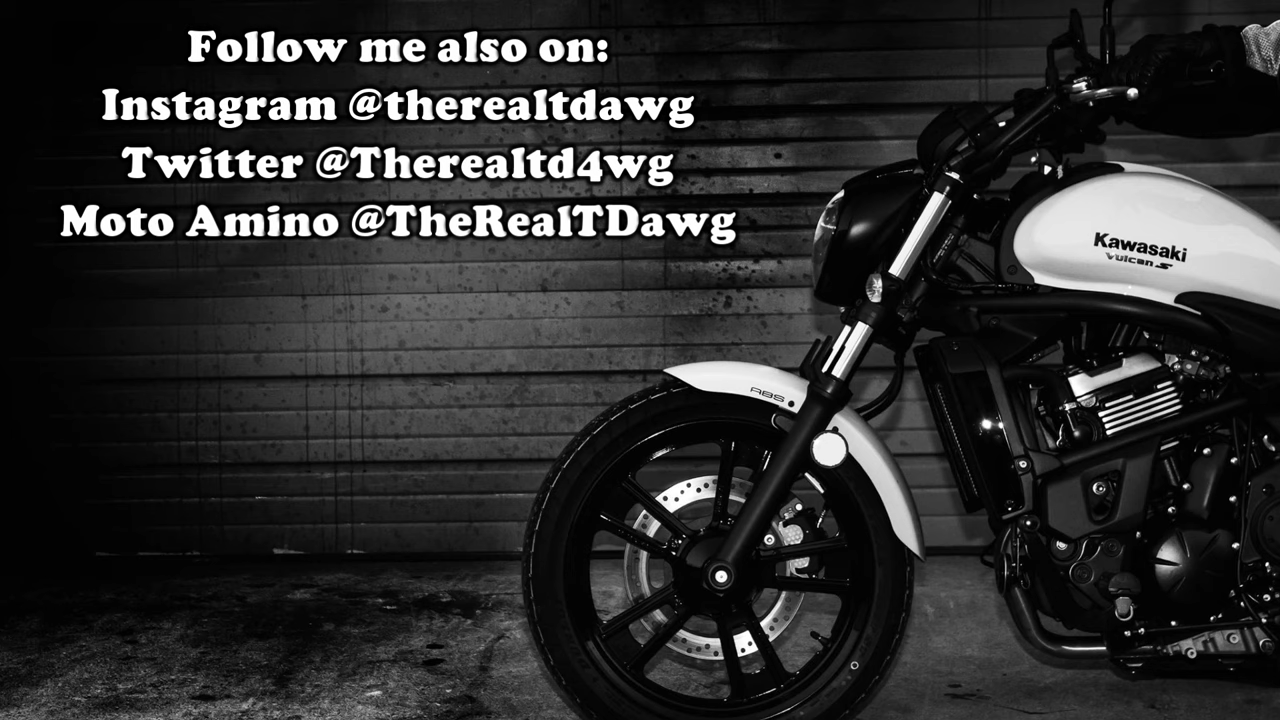 Follow me also on:
Instagram @therealtdawg
Twitter @Therealtd4wg
Moto Amino @TheRealTDawg
Kawasaki
Vulcan S
ABS